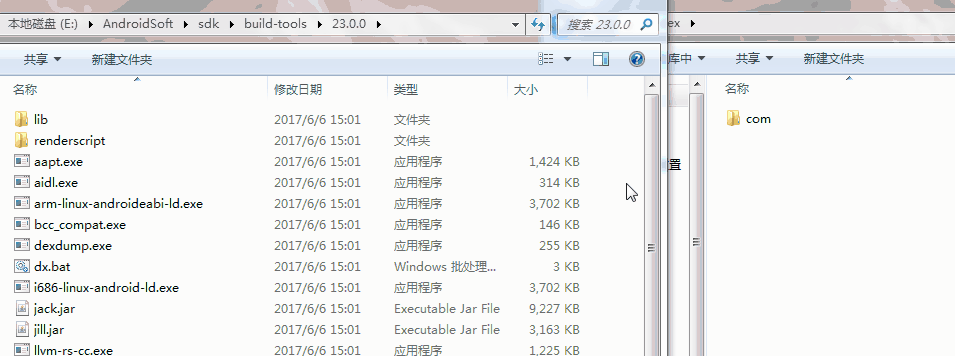 本地磁盘 (E:) ▸ AndroidSoft ▸ sdk ▸ build-tools ▸ 23.0.0 ▸ 搜索 23.0.0 ex ▸
共享 新建文件夹 库中 共享 新建文件夹
名称 修改日期 类型 大小 名称
lib 2017/6/6 15:01 文件夹 com
renderscript 2017/6/6 15:01 文件夹
aapt.exe 2017/6/6 15:01 应用程序 1,424 KB 置
aidl.exe 2017/6/6 15:01 应用程序 314 KB
arm-linux-androideabi-ld.exe 2017/6/6 15:01 应用程序 3,702 KB
bcc_compat.exe 2017/6/6 15:01 应用程序 146 KB
dexdump.exe 2017/6/6 15:01 应用程序 255 KB
dx.bat 2017/6/6 15:01 Windows 批处理... 3 KB
i686-linux-android-ld.exe 2017/6/6 15:01 应用程序 3,702 KB
jack.jar 2017/6/6 15:01 Executable Jar File 9,227 KB
jill.jar 2017/6/6 15:01 Executable Jar File 3,163 KB
llvm-rs-cc.exe 2017/6/6 15:01 应用程序 1,225 KB